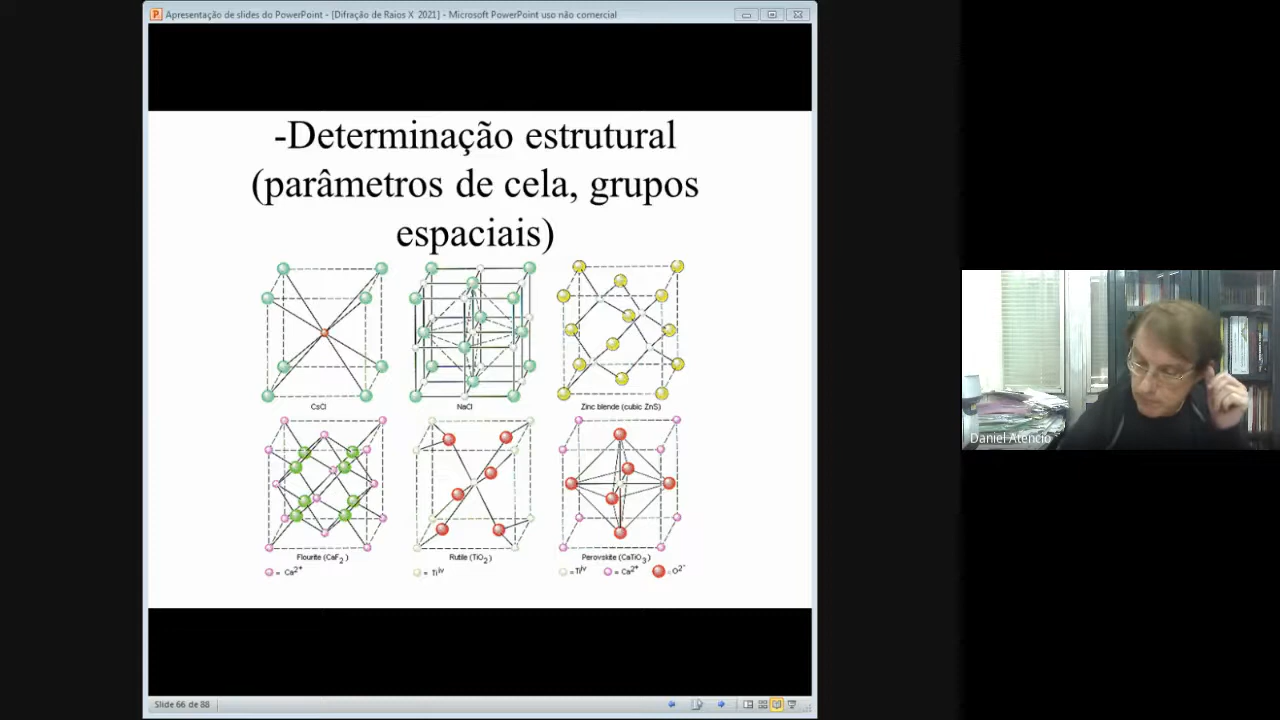 Apresentação de slides do PowerPoint - [Difração de Raios X 2021] - Microsoft PowerPoint uso não comercial
-Determinação estrutural
(parâmetros de cela, grupos
espaciais)
CsCl
NaCl
Zinc blende (cubic ZnS)
Flourite (CaF2)
Rutile (TiO2)
Perovskite (CaTiO3)
= Ca2+
= TiIV
=TiIV
= Ca2+
=O2-
Daniel Atencio
Slide 66 de 88